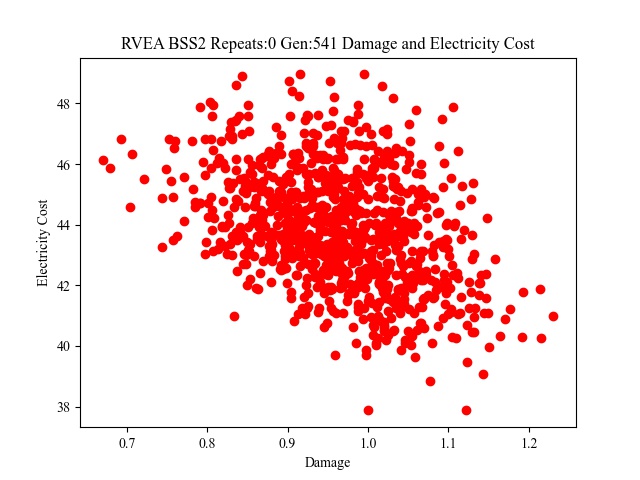 RVEA BSS2 Repeats:0 Gen:541 Damage and Electricity Cost
48
46
44
42
40
38
Electricity Cost
0.7 0.8 0.9 1.0 1.1 1.2
Damage